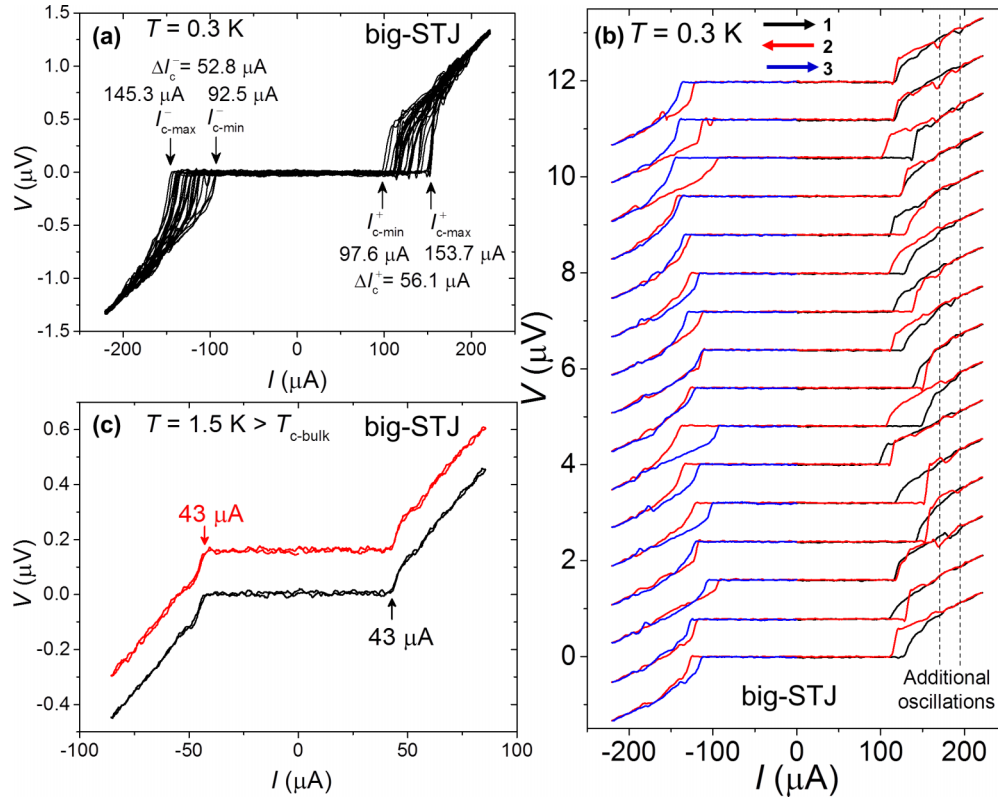 (a) T = 0.3 K big-STJ
ΔI_c^- = 52.8 μA
145.3 μA 92.5 μA
I_c-max^- I_c-min^-
I_c-min^+ I_c-max^+
97.6 μA 153.7 μA
ΔI_c^+ = 56.1 μA
1.5
1.0
0.5
0.0
-0.5
-1.0
-1.5
V (μV)
-200 -100 0 100 200
I (μA)
(c) T = 1.5 K > T_c-bulk big-STJ
43 μA
43 μA
0.6
0.4
0.2
0.0
-0.2
-0.4
V (μV)
-100 -50 0 50 100
I (μA)
(b) T = 0.3 K
1
2
3
12
10
8
6
4
2
0
V (μV)
Additional
oscillations
big-STJ
-200 -100 0 100 200
I (μA)